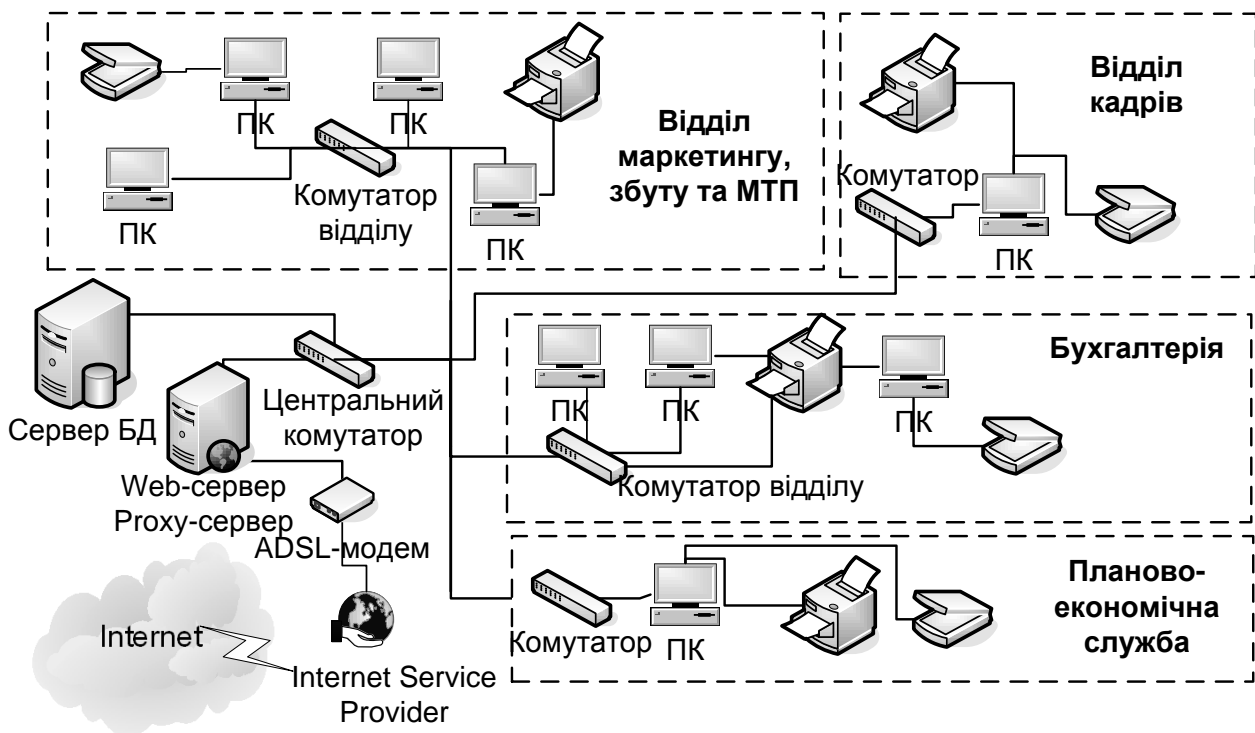 ПК
ПК
Відділ
маркетингу,
збуту та МТП
Комутатор
відділу
ПК
ПК
Відділ
кадрів
Комутатор
ПК
Сервер БД
Центральний
комутатор
Web-сервер
Proxy-сервер
ADSL-модем
Internet
Internet Service
Provider
Бухгалтерія
ПК
ПК
ПК
Комутатор відділу
Планово-
економічна
служба
Комутатор
ПК